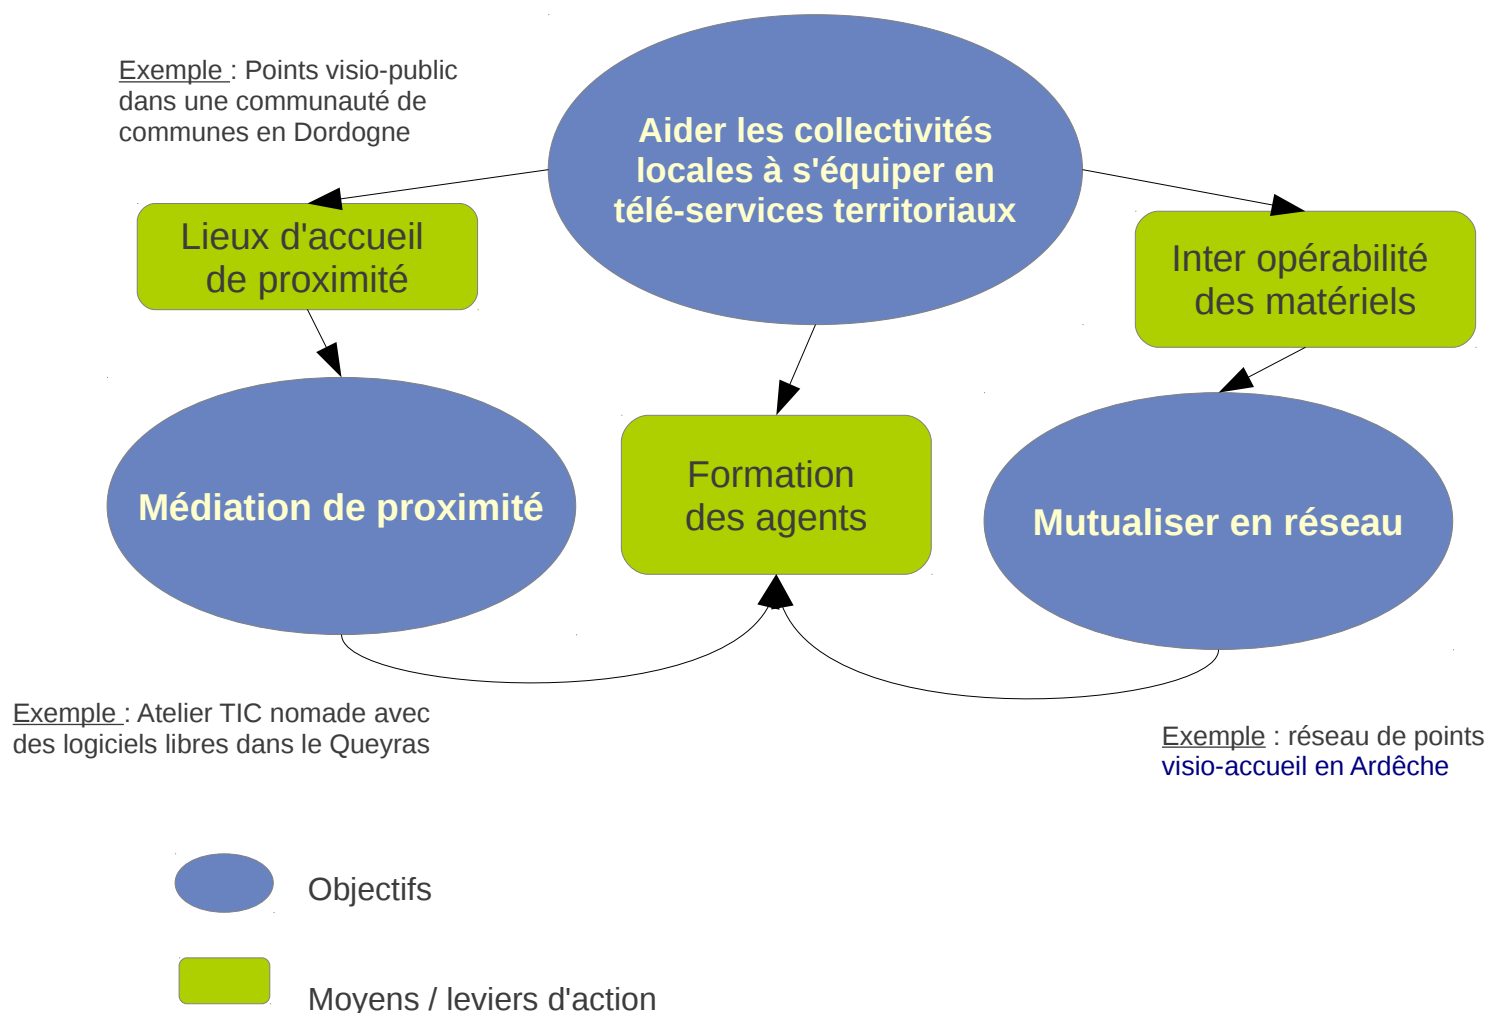 Exemple : Points visio-public
dans une communauté de
communes en Dordogne
Aider les collectivités
locales à s'équiper en
télé-services territoriaux
Lieux d'accueil
de proximité
Inter opérabilité
des matériels
Formation
des agents
Médiation de proximité
Mutualiser en réseau
Exemple : Atelier TIC nomade avec
des logiciels libres dans le Queyras
Exemple : réseau de points
visio-accueil en Ardêche
Objectifs
Moyens / leviers d'action